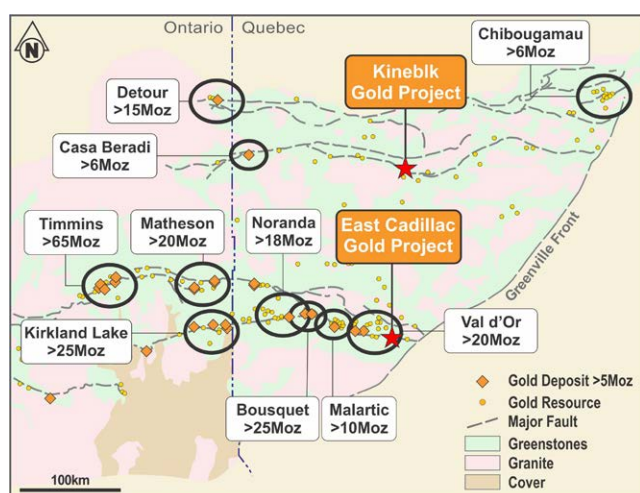 Ontario
Quebec
N
Chibougamau
>6Moz
Detour
>15Moz
Kineblk
Gold Project
Casa Beradi
>6Moz
Timmins
>65Moz
Matheson
>20Moz
Noranda
>18Moz
East Cadillac
Gold Project
Greenville Front
Kirkland Lake
>25Moz
Val d'Or
>20Moz
Bousquet
>25Moz
Malartic
>10Moz
Gold Deposit >5Moz
Gold Resource
Major Fault
Greenstones
Granite
Cover
100km